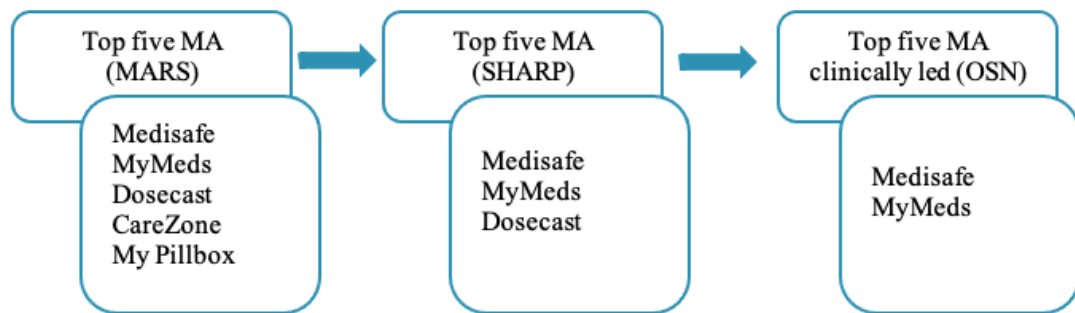 Top five MA
(MARS)
Medisafe
MyMeds
Dosecast
CareZone
My Pillbox
Top five MA
(SHARP)
Medisafe
MyMeds
Dosecast
Top five MA
clinically led (OSN)
Medisafe
MyMeds